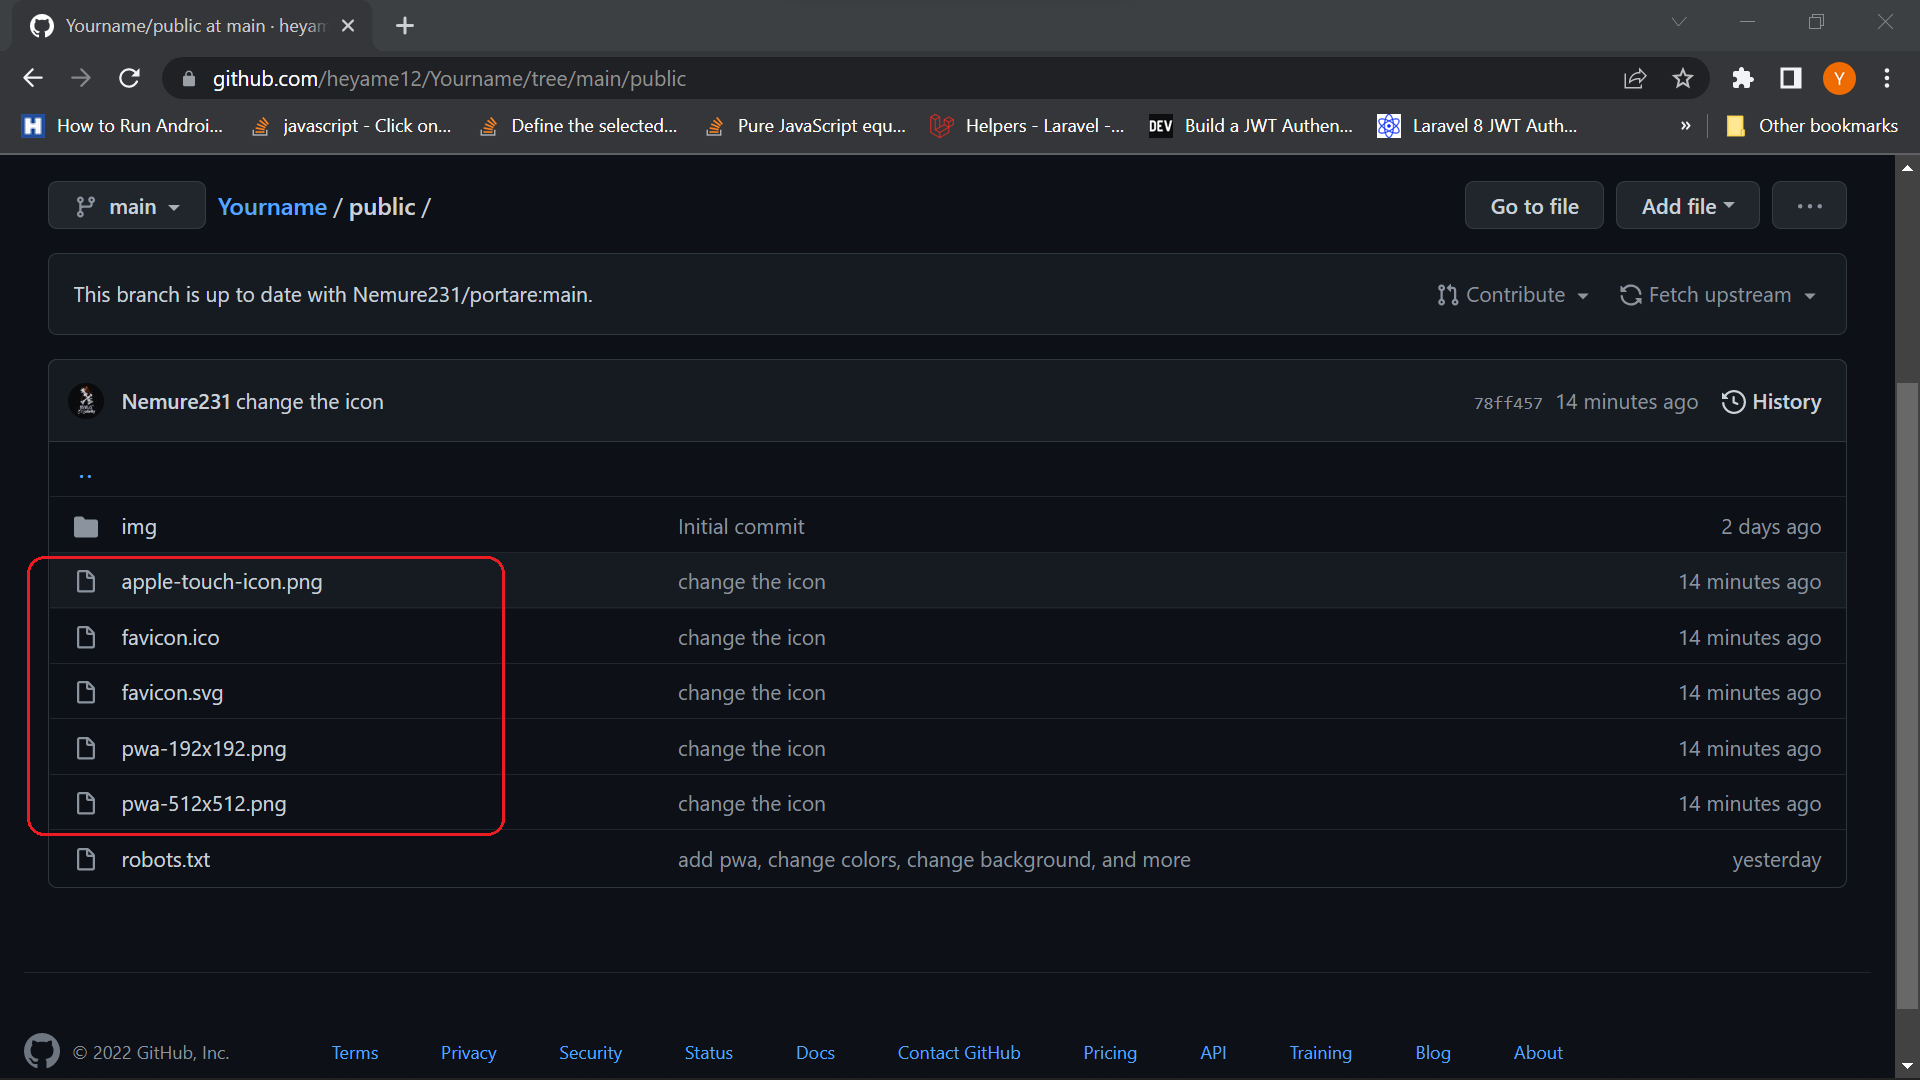 Yourname/public at main · heyam
github.com/heyame12/Yourname/tree/main/public
Y
How to Run Androi...
javascript - Click on...
Define the selected...
Pure JavaScript equ...
Helpers - Laravel -...
DEV
Build a JWT Authen...
Laravel 8 JWT Auth...
»
Other bookmarks
main
Yourname / public /
Go to file
Add file
...
This branch is up to date with Nemure231/portare:main.
Contribute
Fetch upstream
Nemure231 change the icon
78ff457 14 minutes ago
History
..
img Initial commit 2 days ago
apple-touch-icon.png change the icon 14 minutes ago
favicon.ico change the icon 14 minutes ago
favicon.svg change the icon 14 minutes ago
pwa-192x192.png change the icon 14 minutes ago
pwa-512x512.png change the icon 14 minutes ago
robots.txt add pwa, change colors, change background, and more yesterday
© 2022 GitHub, Inc.
Terms
Privacy
Security
Status
Docs
Contact GitHub
Pricing
API
Training
Blog
About